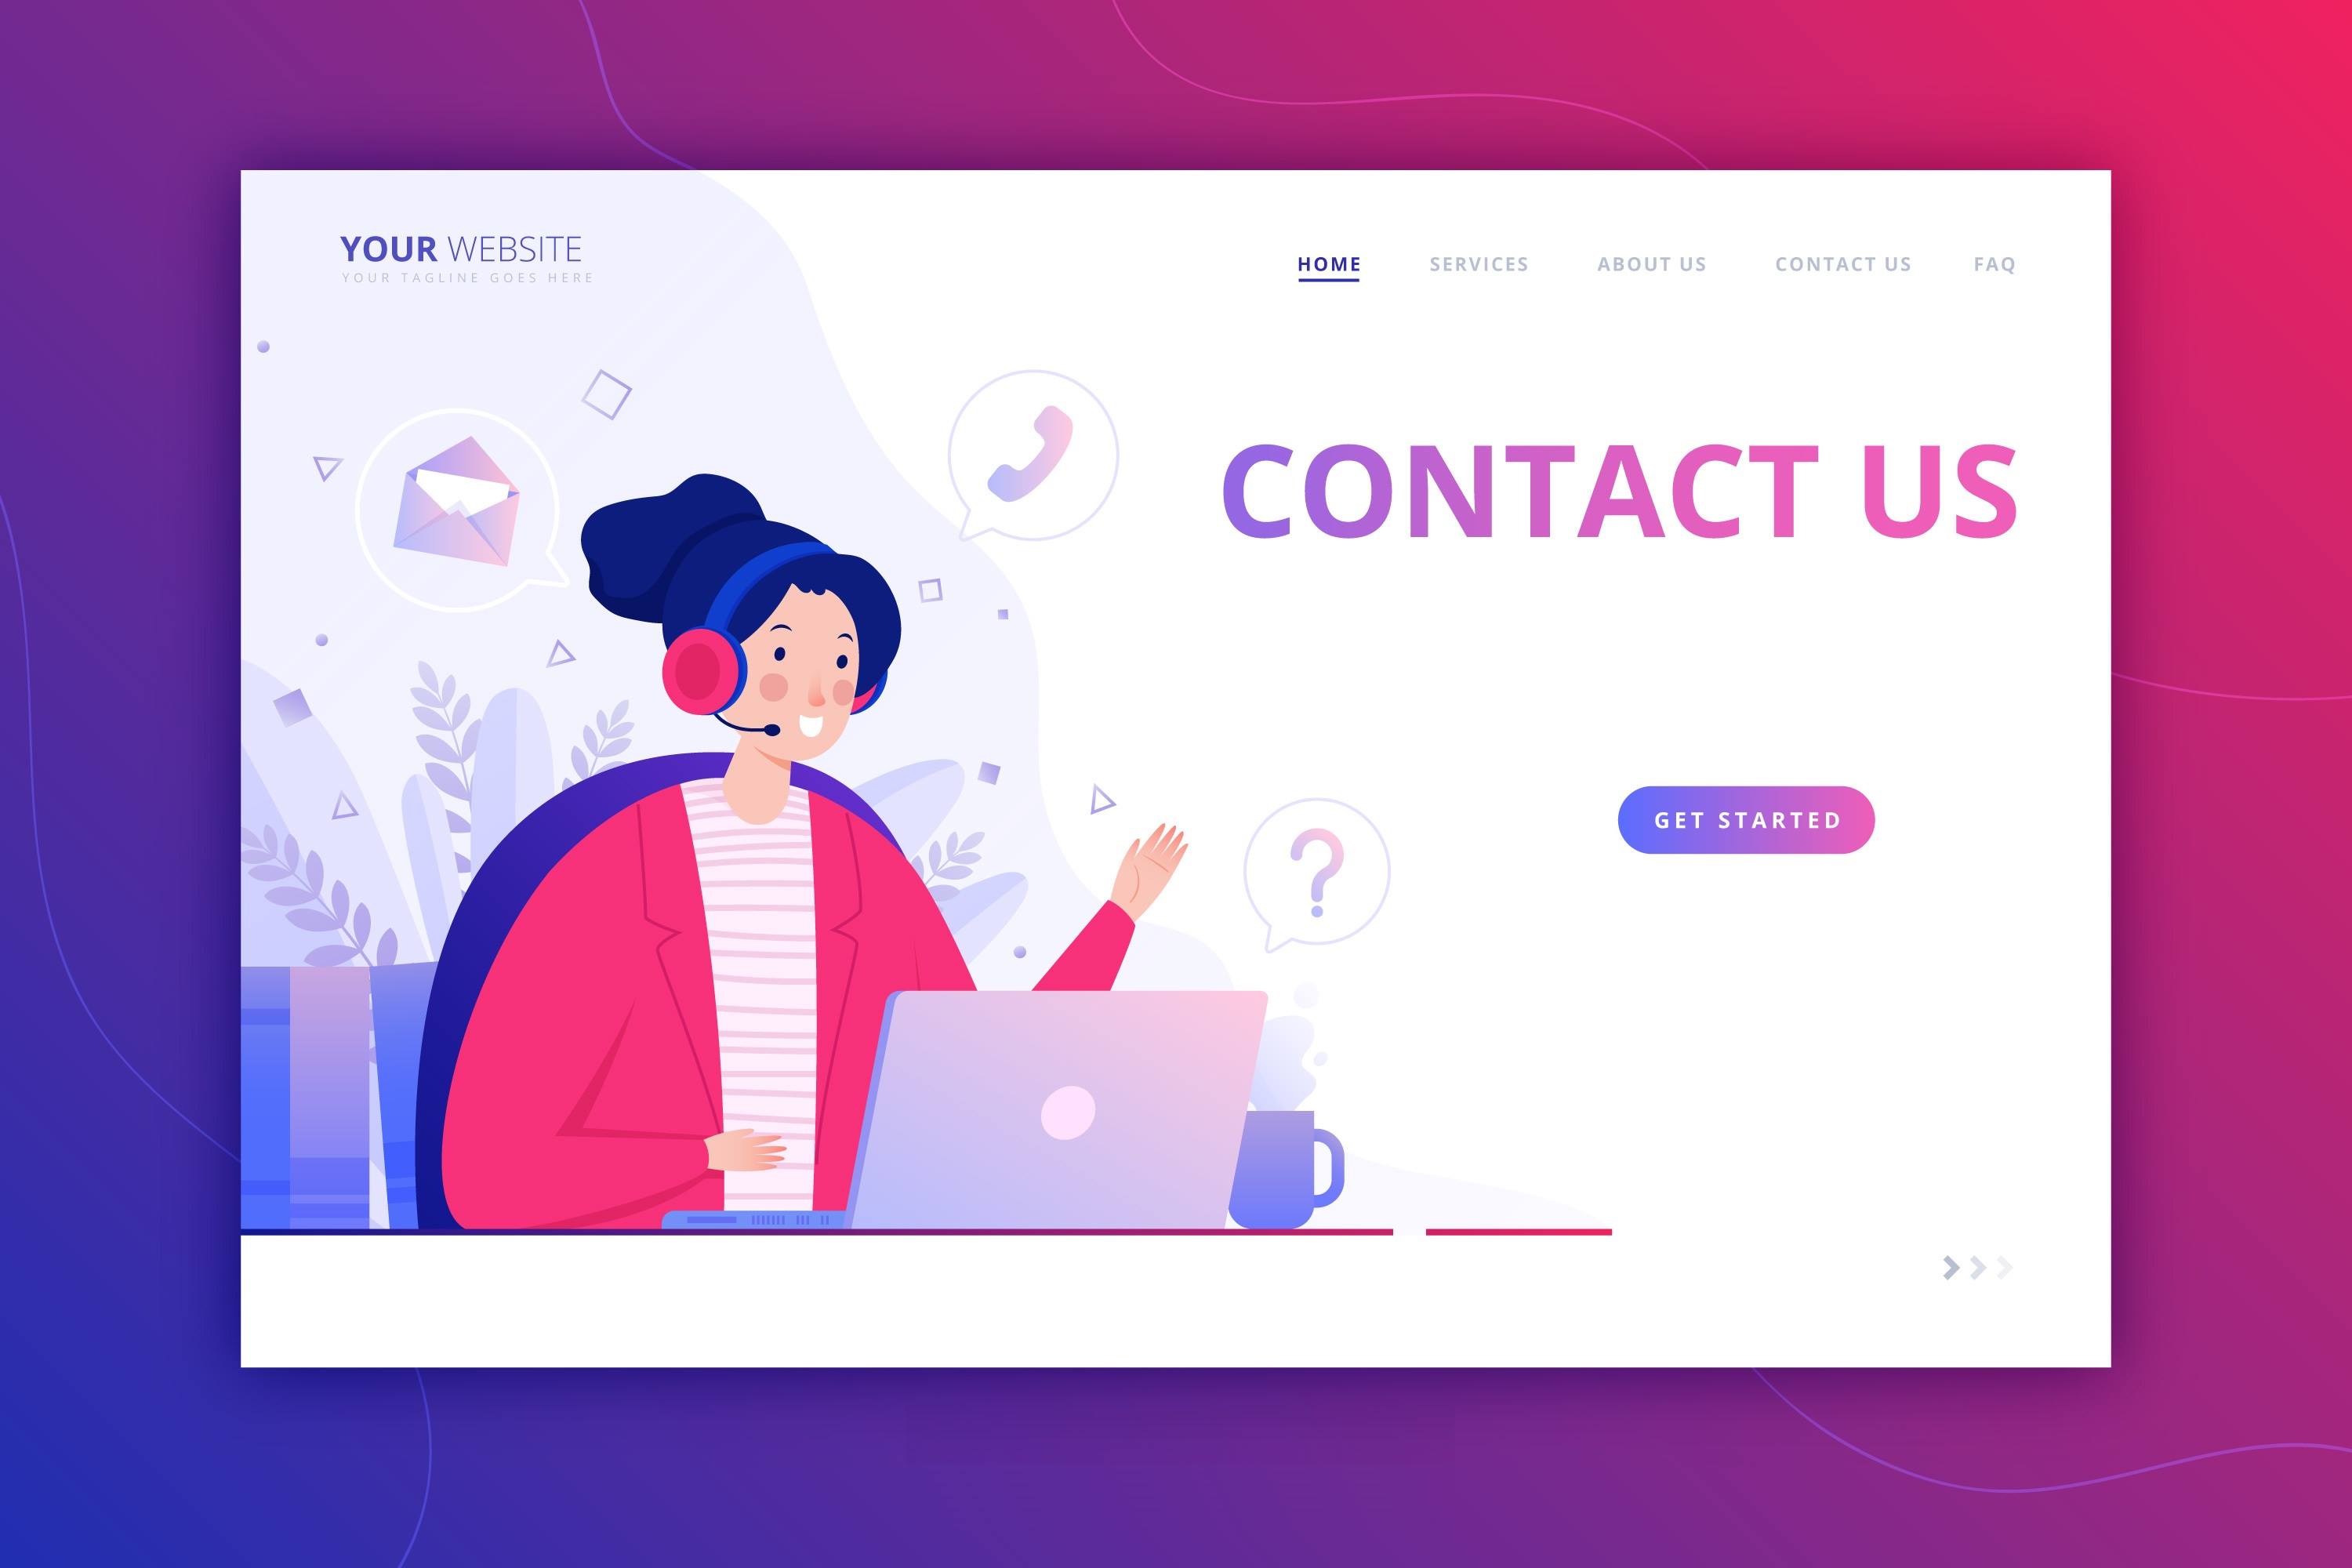 YOUR WEBSITE
YOUR TAGLINE GOES HERE
HOME SERVICES ABOUT US CONTACT US FAQ
CONTACT US
GET STARTED